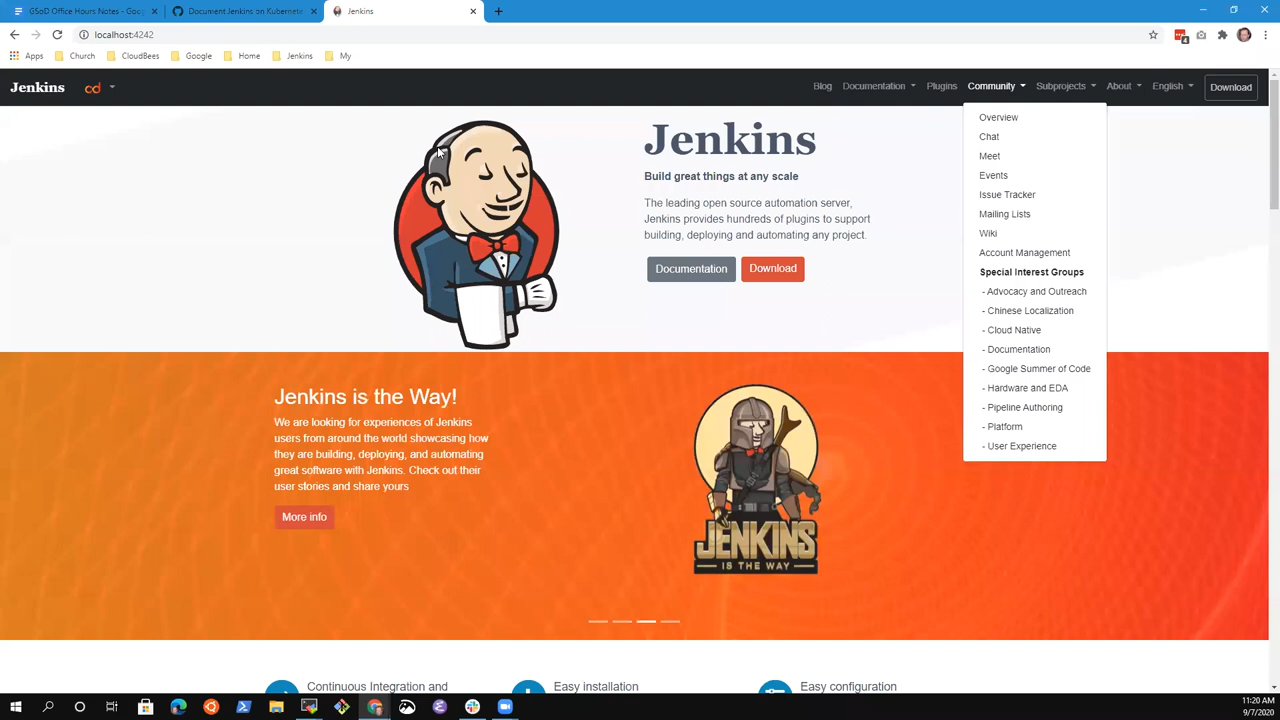 GSoD Office Hours Notes - Goog
Document Jenkins on Kubernete
Jenkins
localhost:4242
Apps
Church
CloudBees
Google
Home
Jenkins
My
Jenkins
cd
Blog
Documentation
Plugins
Community
Subprojects
About
English
Download
Overview
Chat
Meet
Events
Issue Tracker
Mailing Lists
Wiki
Account Management
Special Interest Groups
- Advocacy and Outreach
- Chinese Localization
- Cloud Native
- Documentation
- Google Summer of Code
- Hardware and EDA
- Pipeline Authoring
- Platform
- User Experience
Jenkins
Build great things at any scale
The leading open source automation server,
Jenkins provides hundreds of plugins to support
building, deploying and automating any project.
Documentation
Download
Jenkins is the Way!
We are looking for experiences of Jenkins
users from around the world showcasing how
they are building, deploying, and automating
great software with Jenkins. Check out their
user stories and share yours
More info
JENKINS
IS THE WAY
Continuous Integration and
Easy installation
Easy configuration
11:20 AM
9/7/2020